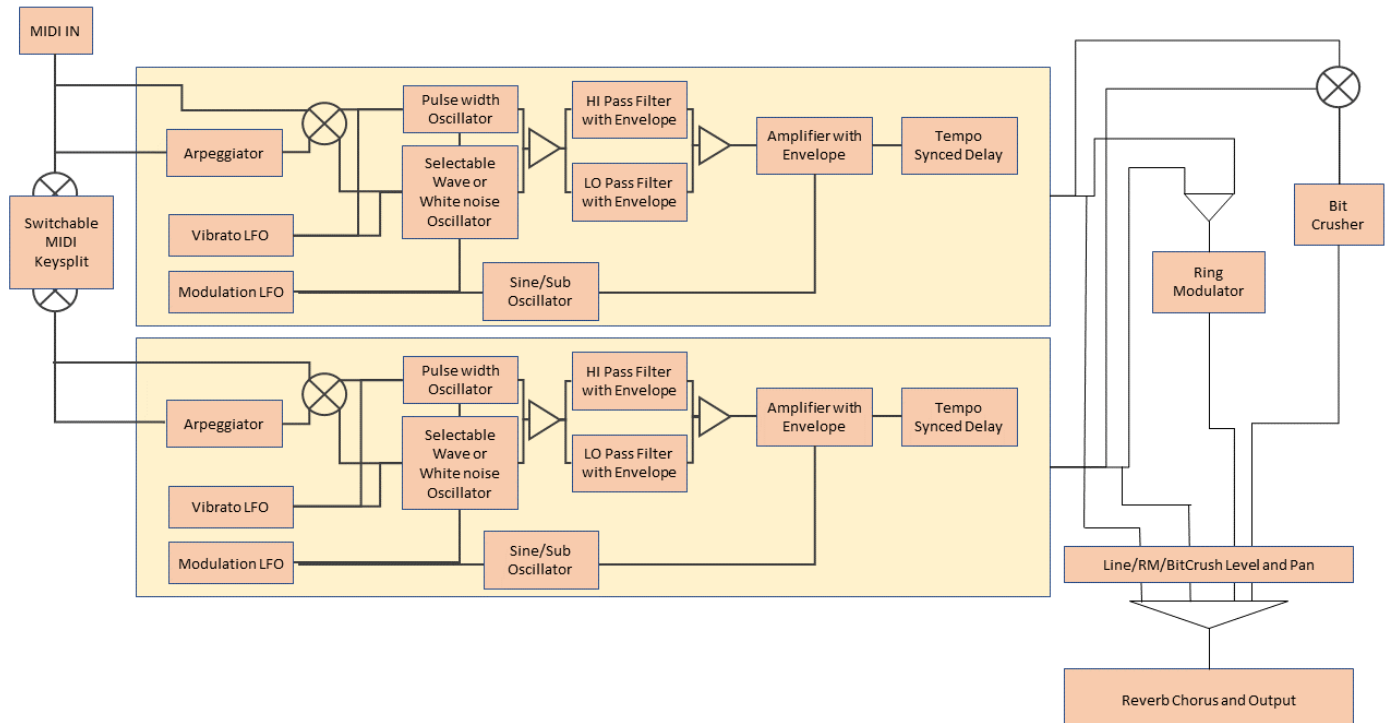 MIDI IN
Arpeggiator
Switchable
MIDI
Keysplit
Vibrato LFO
Modulation LFO
Pulse width
Oscillator
Selectable
Wave or
White noise
Oscillator
Sine/Sub
Oscillator
HI Pass Filter
with Envelope
LO Pass Filter
with Envelope
Amplifier with
Envelope
Tempo
Synced Delay
Arpeggiator
Vibrato LFO
Modulation LFO
Pulse width
Oscillator
Selectable
Wave or
White noise
Oscillator
Sine/Sub
Oscillator
HI Pass Filter
with Envelope
LO Pass Filter
with Envelope
Amplifier with
Envelope
Tempo
Synced Delay
Bit
Crusher
Ring
Modulator
Line/RM/BitCrush Level and Pan
Reverb Chorus and Output